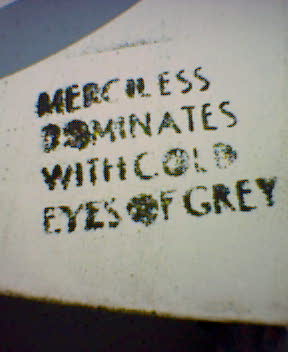 MERCILESS
DOMINATES
WITH COLD
EYES OF GREY